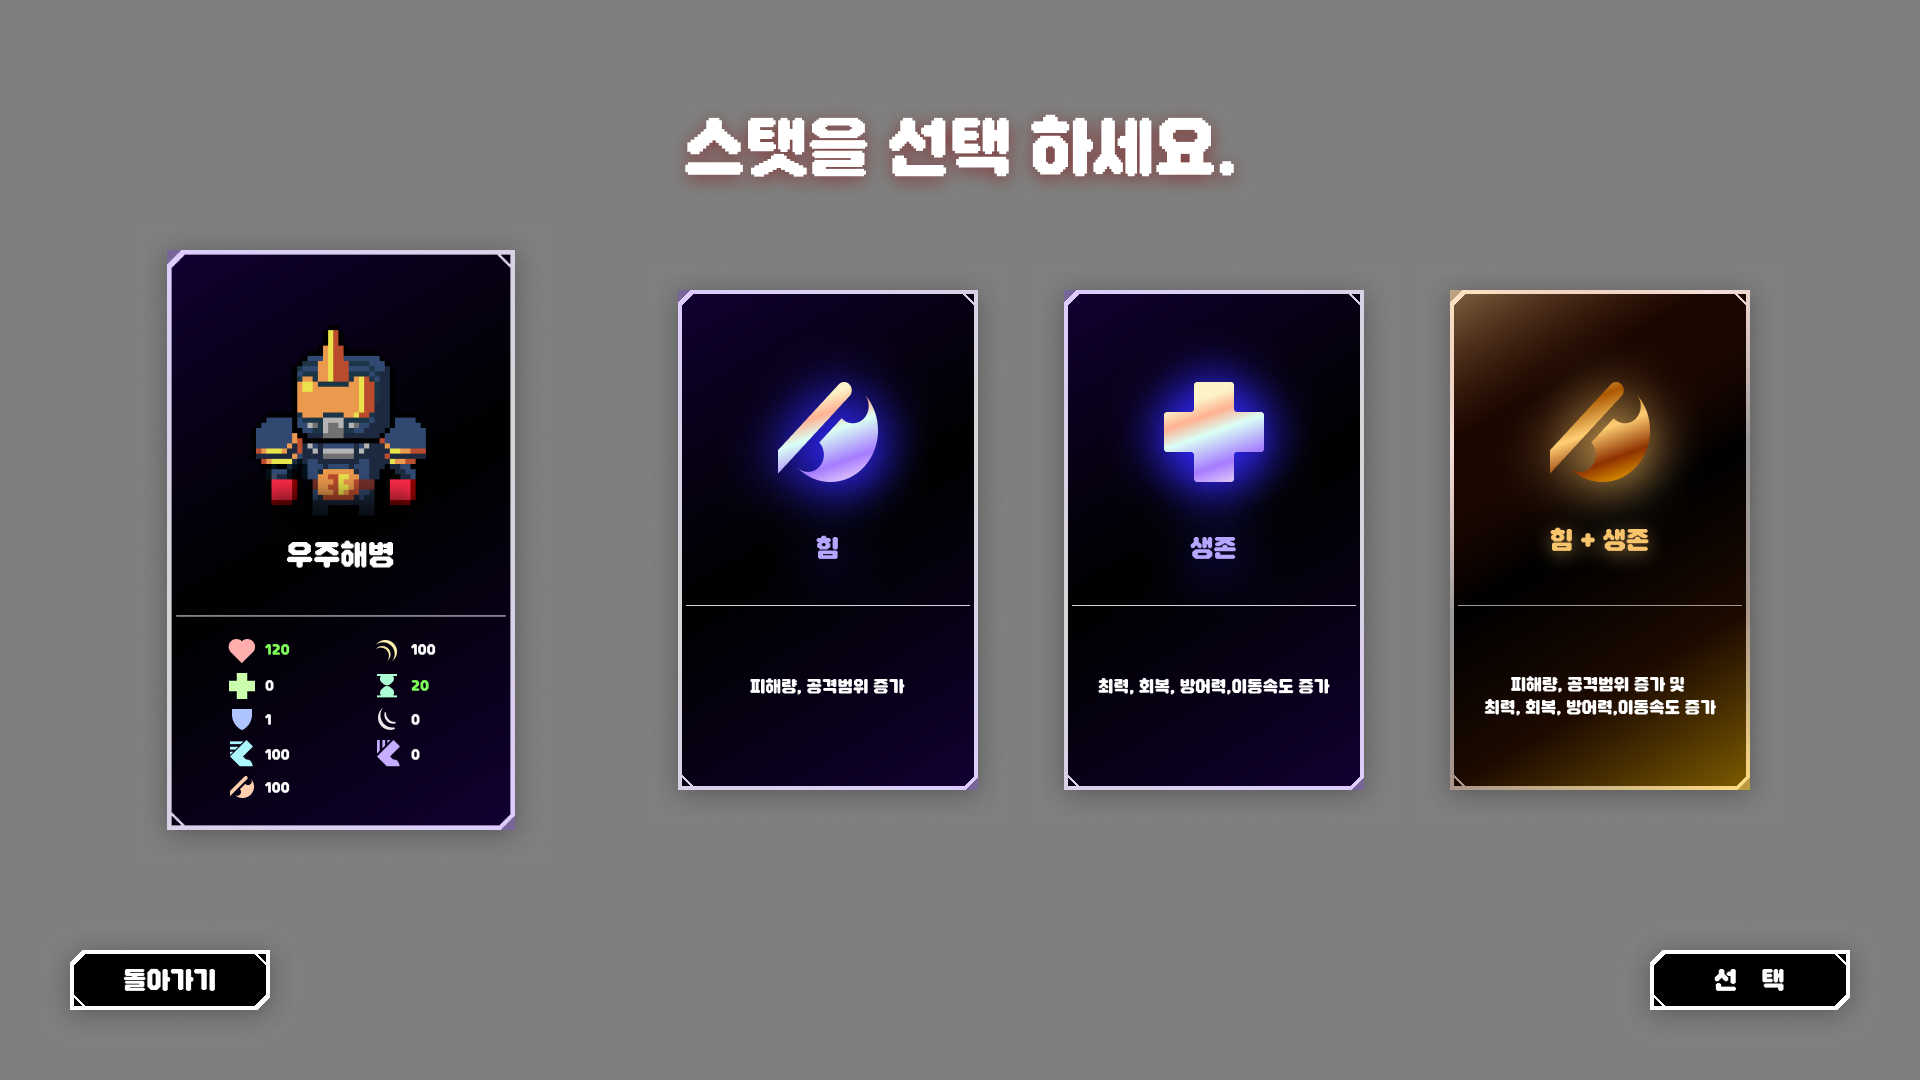 스탯을 선택 하세요.
우주해병
120
100
0
20
1
0
100
0
100
힘
피해량, 공격범위 증가
생존
최력, 회복, 방어력,이동속도 증가
힘 + 생존
피해량, 공격범위 증가 및
최력, 회복, 방어력,이동속도 증가
돌아가기
선 택